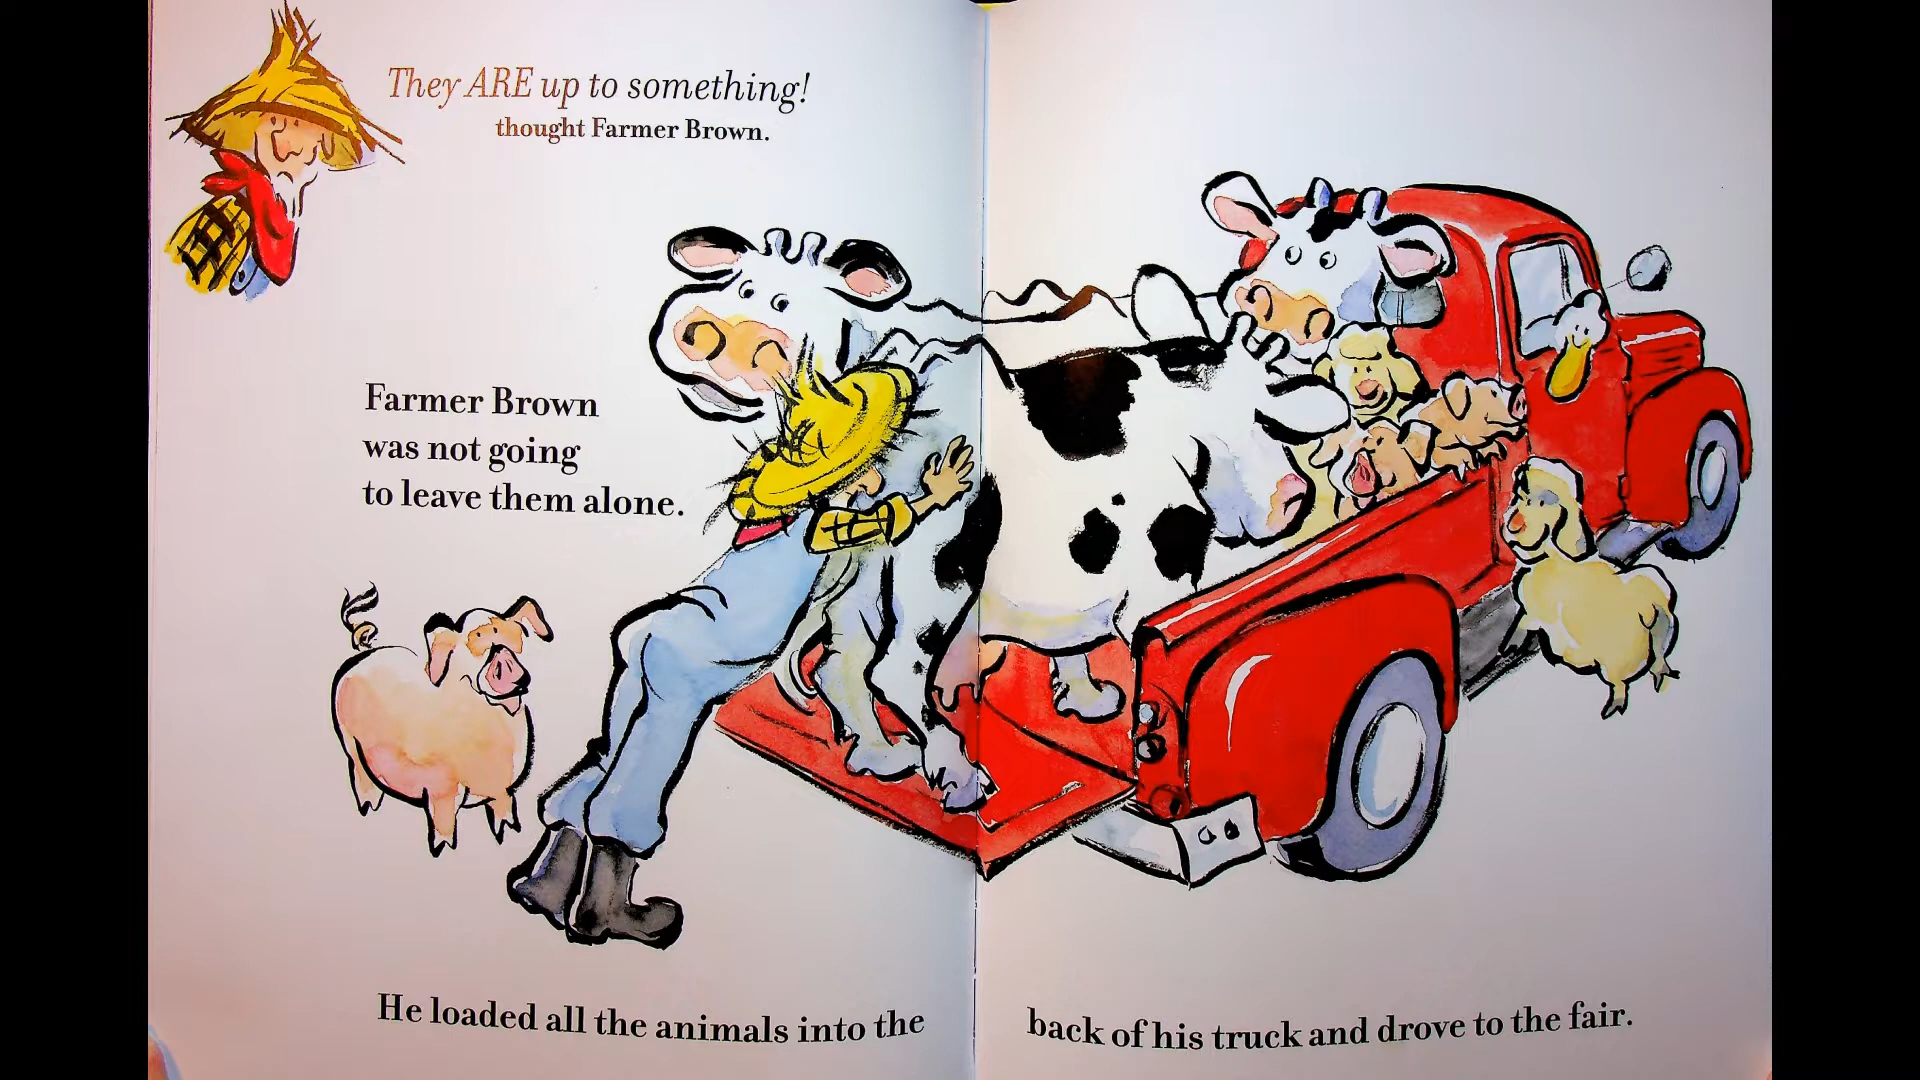 They ARE up to something!
thought Farmer Brown.
Farmer Brown
was not going
to leave them alone.
He loaded all the animals into the
back of his truck and drove to the fair.